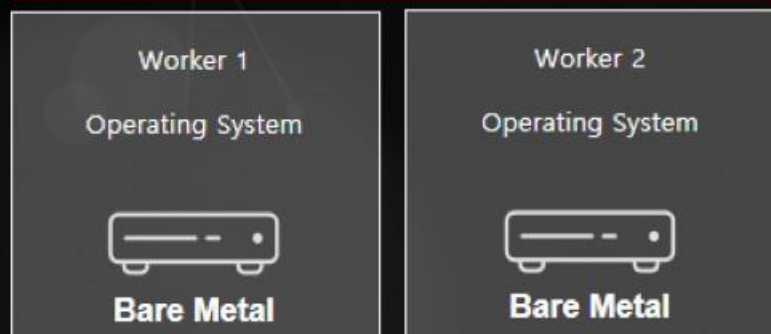 Worker 1
Operating System
Bare Metal
Worker 2
Operating System
Bare Metal